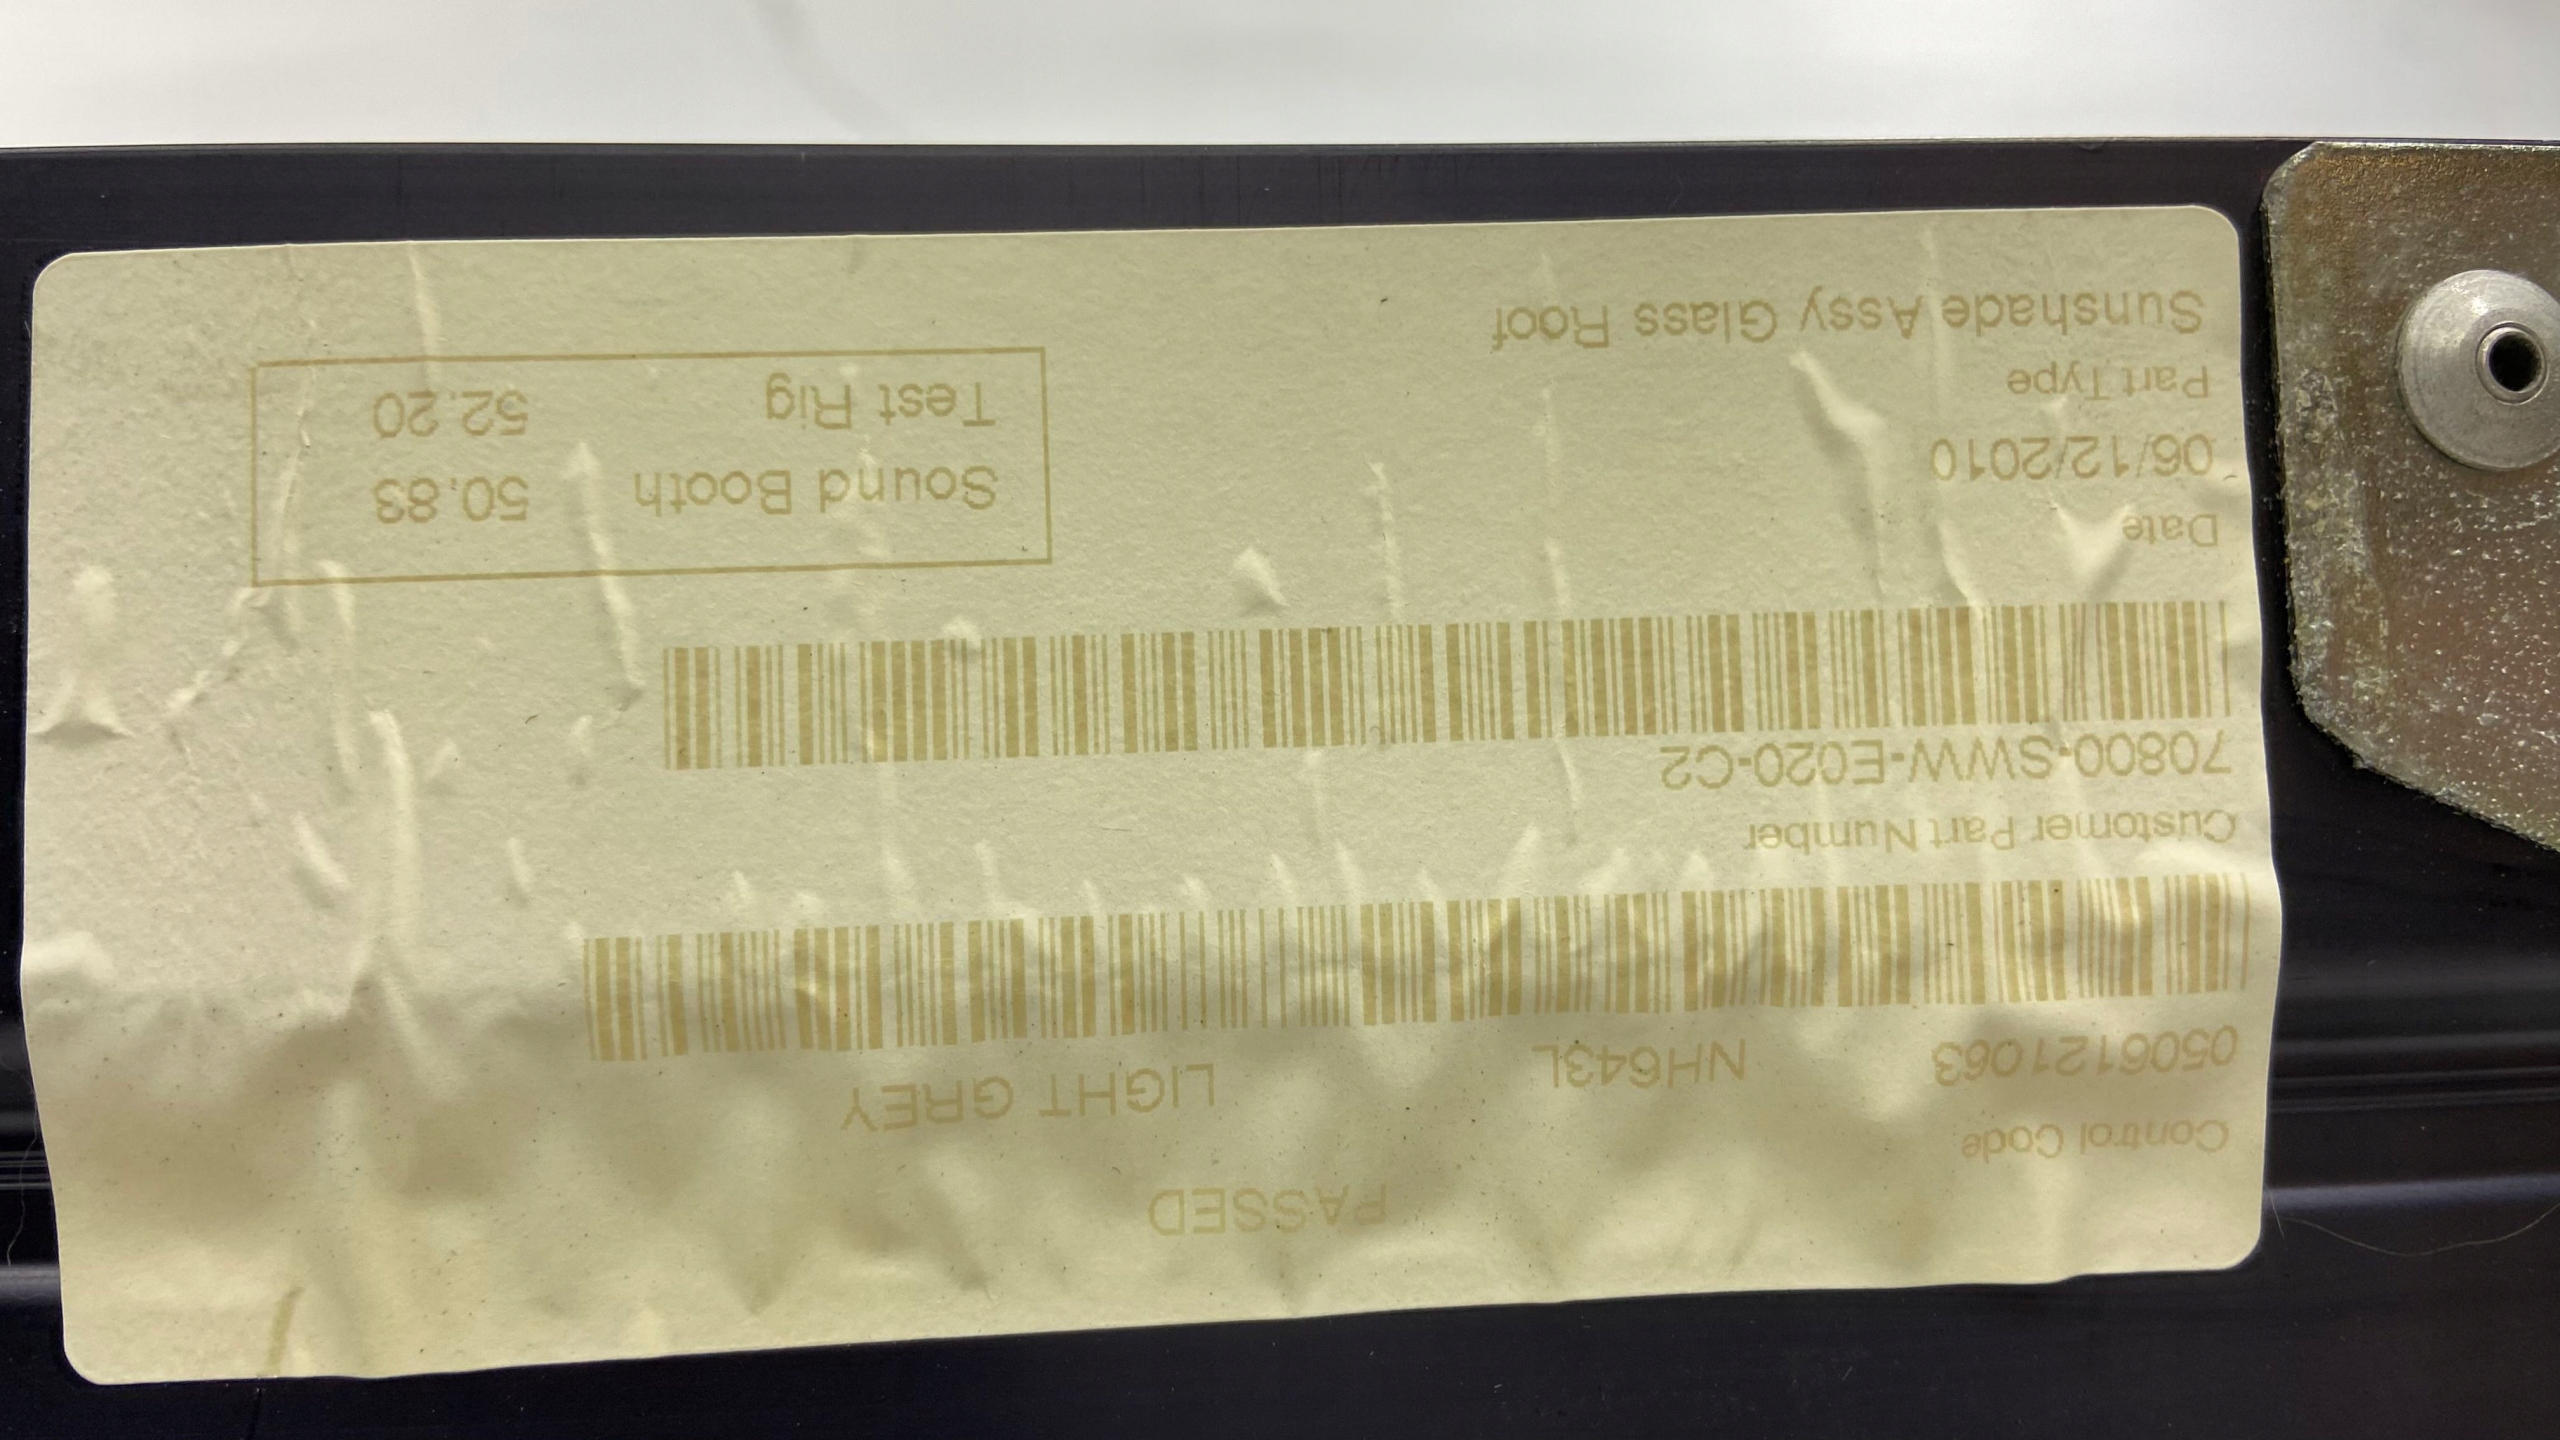 PASSED
Control Code
0506121063 NH643L LIGHT GREY
Customer Part Number
70800-SWW-E020-C2
Date
06/12/2010
Part Type
Sunshade Assy Glass Roof
Sound Booth 50.83
Test Rig 52.20